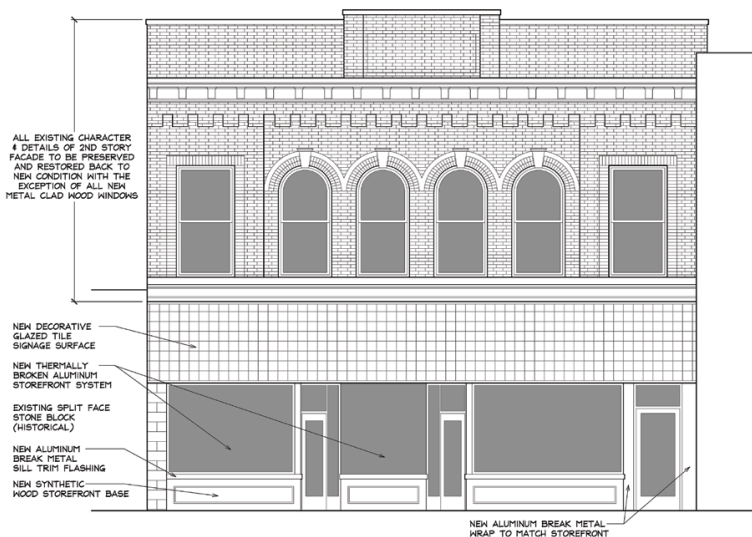 ALL EXISTING CHARACTER
& DETAILS OF 2ND STORY
FACADE TO BE PRESERVED
AND RESTORED BACK TO
NEW CONDITION WITH THE
EXCEPTION OF ALL NEW
METAL CLAD WOOD WINDOWS
NEW DECORATIVE
GLAZED TILE
SIGNAGE SURFACE
NEW THERMALLY
BROKEN ALUMINUM
STOREFRONT SYSTEM
EXISTING SPLIT FACE
STONE BLOCK
(HISTORICAL)
NEW ALUMINUM
BREAK METAL
SILL TRIM FLASHING
NEW SYNTHETIC
WOOD STOREFRONT BASE
NEW ALUMINUM BREAK METAL
WRAP TO MATCH STOREFRONT